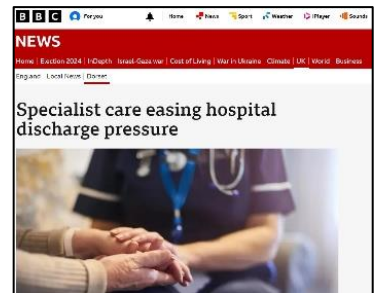 BBC For you Home News Sport Weather iPlayer Sounds
NEWS
Home | Election 2024 | InDepth Israel-Gaza war | Cost of Living | War in Ukraine Climate | UK | World Business
England Local News | Dorset
Specialist care easing hospital
discharge pressure